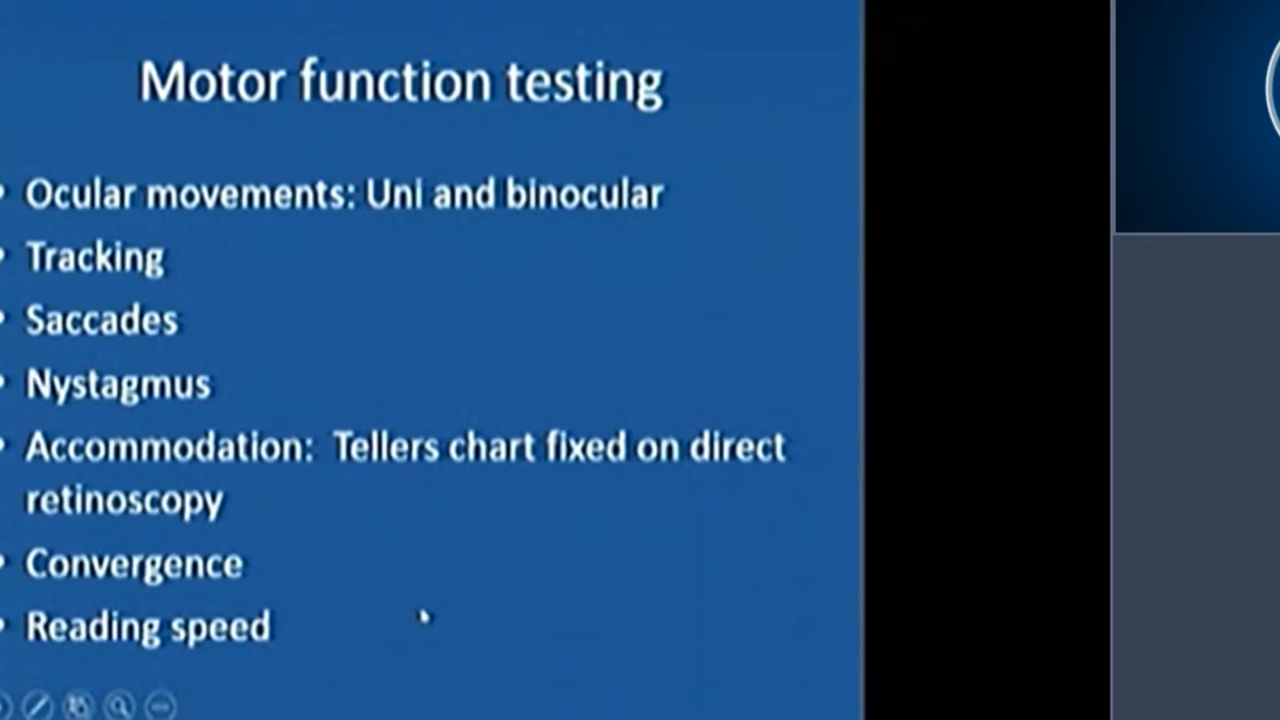 Motor function testing
Ocular movements: Uni and binocular
Tracking
Saccades
Nystagmus
Accommodation:  Tellers chart fixed on direct
retinoscopy
Convergence
Reading speed